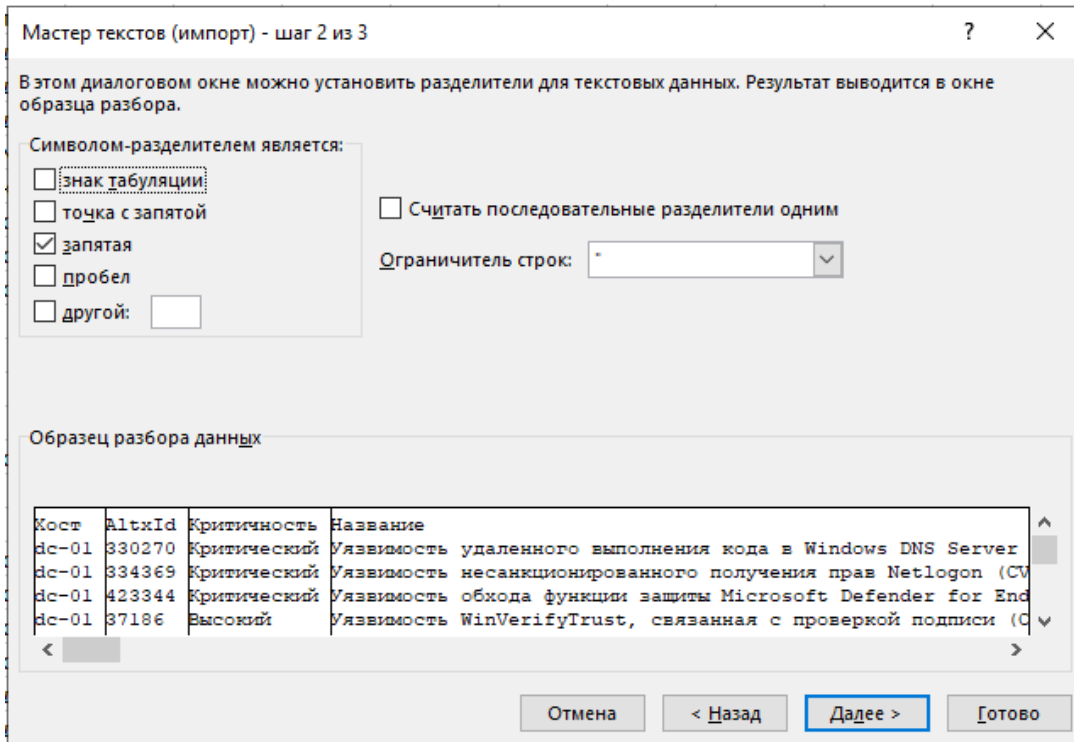 Мастер текстов (импорт) - шаг 2 из 3
?
В этом диалоговом окне можно установить разделители для текстовых данных. Результат выводится в окне
образца разбора.
Символом-разделителем является:
знак табуляции
точка с запятой
запятая
пробел
другой:
Считать последовательные разделители одним
Ограничитель строк: "
Образец разбора данных
Хост AltxId Критичность Название
dc-01 330270 Критический Уязвимость удаленного выполнения кода в Windows DNS Server
dc-01 334369 Критический Уязвимость несанкционированного получения прав Netlogon (CV
dc-01 423344 Критический Уязвимость обхода функции защиты Microsoft Defender for End
dc-01 37186 Высокий Уязвимость WinVerifyTrust, связанная с проверкой подписи (C
Отмена
< Назад
Далее >
Готово